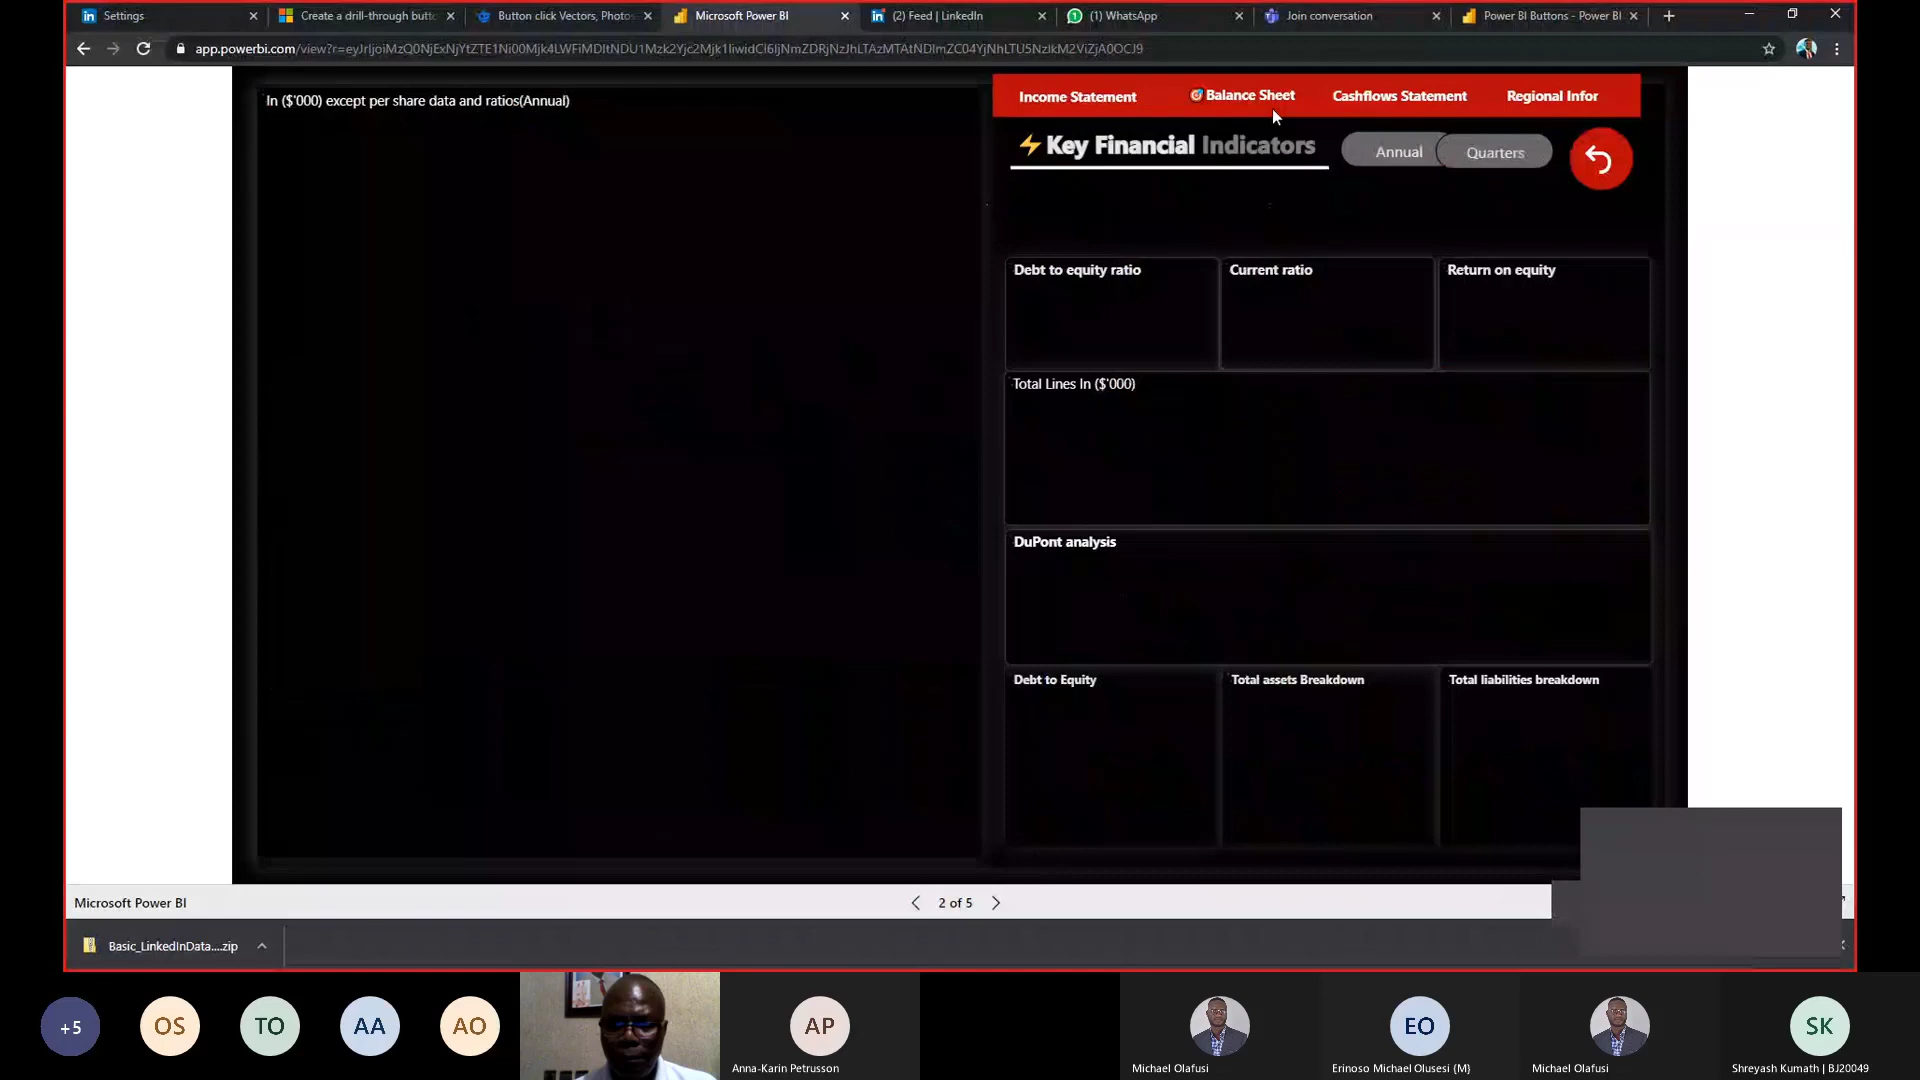 Settings
Create a drill-through butto
Button click Vectors, Photos
Microsoft Power BI
(2) Feed | LinkedIn
(1) WhatsApp
Join conversation
Power BI Buttons - Power BI
app.powerbi.com
In ($'000) except per share data and ratios(Annual)
Income Statement
Balance Sheet
Cashflows Statement
Regional Infor
Key Financial Indicators
Annual
Quarters
Debt to equity ratio
Current ratio
Return on equity
Total Lines In ($'000)
DuPont analysis
Debt to Equity
Total assets Breakdown
Total liabilities breakdown
Microsoft Power BI
2 of 5
Basic_LinkedInData....zip
+5
OS
TO
AA
AO
AP
Anna-Karin Petrusson
Michael Olafusi
EO
Erinoso Michael Olusesi (M)
Michael Olafusi
SK
Shreyash Kumath | BJ20049